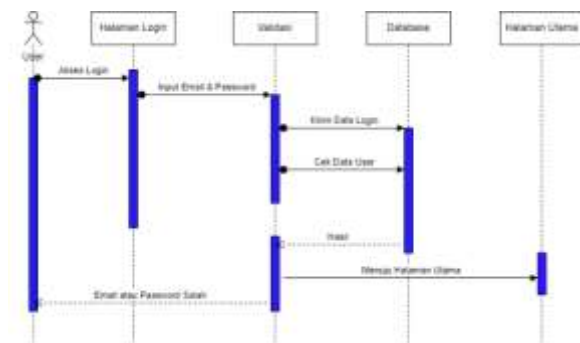 Halaman Login
Validasi
Database
Halaman Utama
User
Akses Login
Input Email & Password
Kirim Data Login
Cek Data User
Hasil
Menuju Halaman Utama
Email atau Password Salah